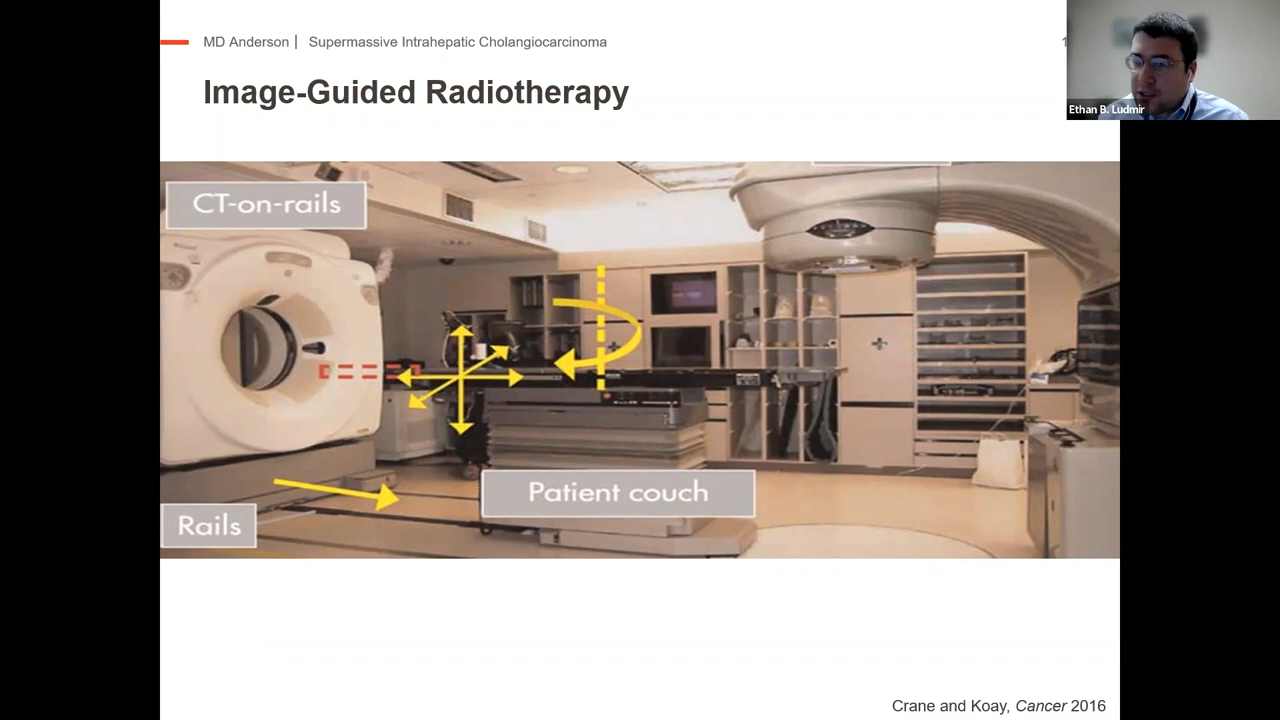 MD Anderson | Supermassive Intrahepatic Cholangiocarcinoma
1
Image-Guided Radiotherapy
Ethan B. Ludmir
CT-on-rails
Patient couch
Rails
Crane and Koay, Cancer 2016